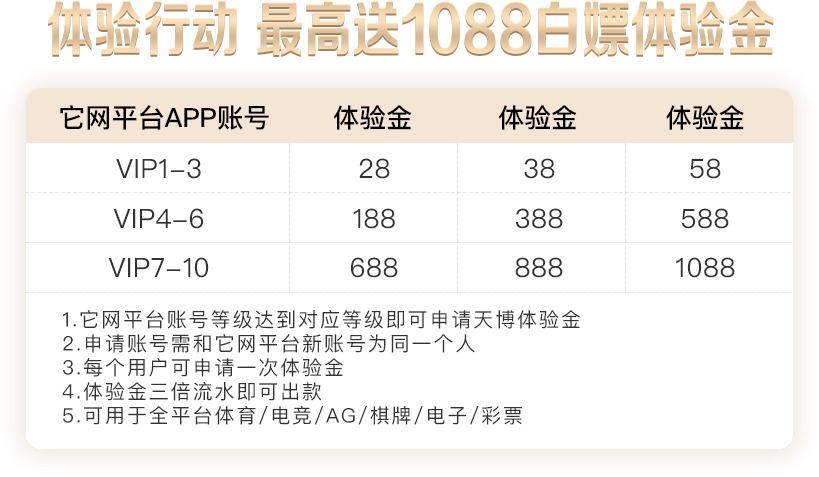 体验行动 最高送1088白嫖体验金
它网平台APP账号 体验金 体验金 体验金
VIP1-3 28 38 58
VIP4-6 188 388 588
VIP7-10 688 888 1088
1.它网平台账号等级达到对应等级即可申请天博体验金
2.申请账号需和它网平台新账号为同一个人
3.每个用户可申请一次体验金
4.体验金三倍流水即可出款
5.可用于全平台体育/电竞/AG/棋牌/电子/彩票